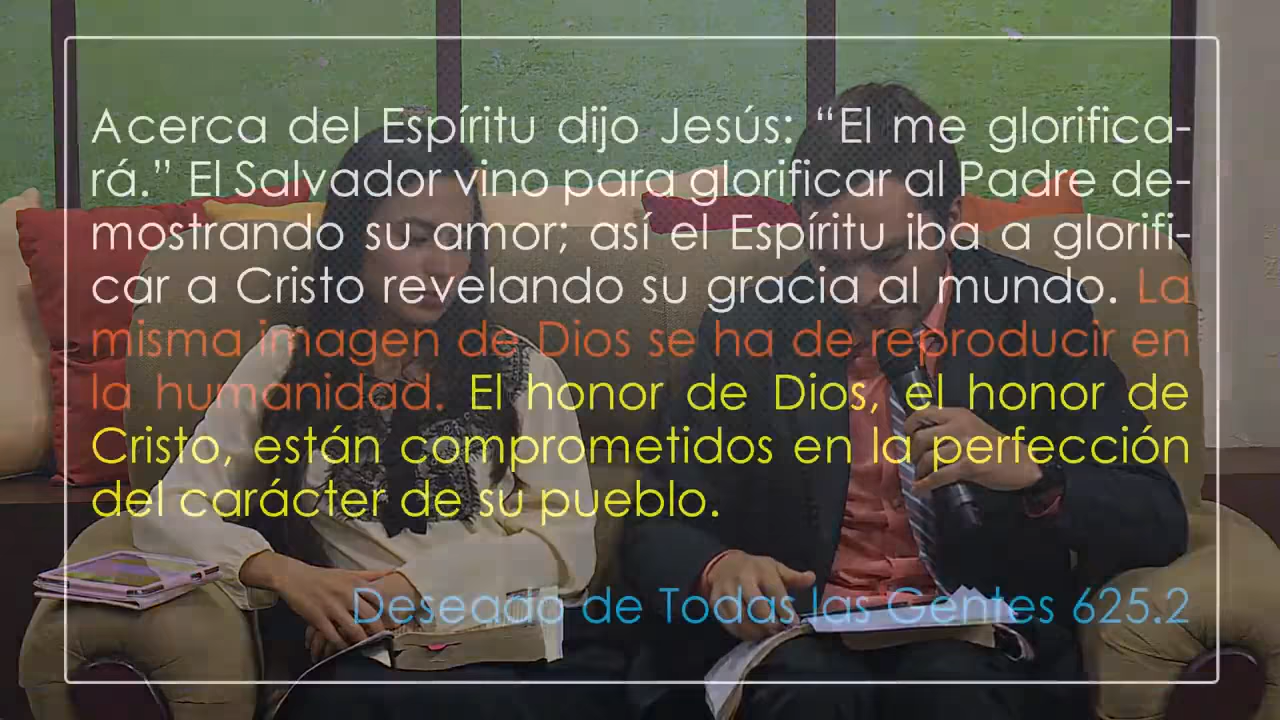 Acerca del Espíritu dijo Jesús: “El me glorifica-
rá.” El Salvador vino para glorificar al Padre de-
mostrando su amor; así el Espíritu iba a glorifi-
car a Cristo revelando su gracia al mundo. La
misma imagen de Dios se ha de reproducir en
la humanidad. El honor de Dios, el honor de
Cristo, están comprometidos en la perfección
del carácter de su pueblo.
Deseado de Todas las Gentes 625.2